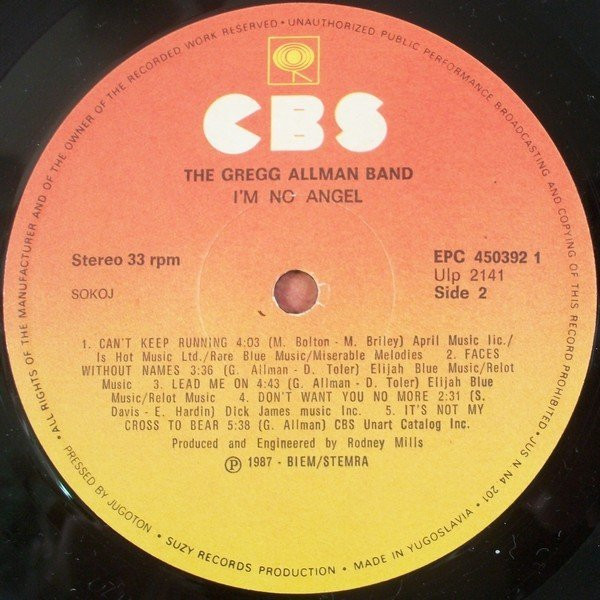 ALL RIGHTS OF THE MANUFACTURER AND OF THE OWNER OF THE RECORDED WORK RESERVED • UNAUTHORIZED PUBLIC PERFORMANCE BROADCASTING AND COPYING OF THIS RECORD PROHIBITED • JUS N N4 201
CBS
THE GREGG ALLMAN BAND
I'M NO ANGEL
Stereo 33 rpm
EPC 450392 1
Ulp 2141
SOKOJ
Side 2
1. CAN'T KEEP RUNNING 4:03 (M. Bolton - M. Briley) April Music Iic./
Is Hot Music Ltd./Rare Blue Music/Miserable Melodies 2. FACES
WITHOUT NAMES 3:36 (G. Allman - D. Toler) Elijah Blue Music/Relot
Music 3. LEAD ME ON 4:43 (G. Allman - D. Toler) Elijah Blue
Music/Relot Music 4. DON'T WANT YOU NO MORE 2:31 (S.
Davis - E. Hardin) Dick James music Inc. 5. IT'S NOT MY
CROSS TO BEAR 5:38 (G. Allman) CBS Unart Catalog Inc.
Produced and Engineered by Rodney Mills
Ⓟ 1987 - BIEM/STEMRA
PRESSED BY JUGOTON • SUZY RECORDS PRODUCTION • MADE IN YUGOSLAVIA •